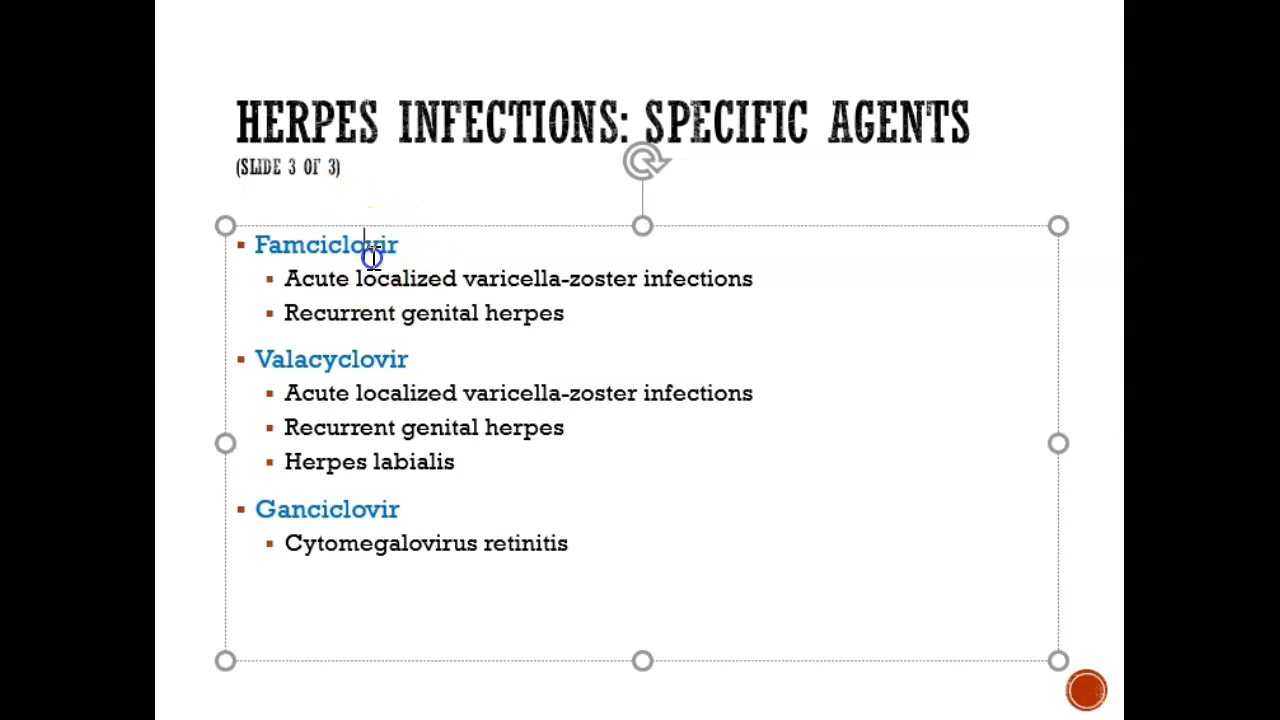 HERPES INFECTIONS: SPECIFIC AGENTS
(SLIDE 3 OF 3)
Famciclovir
Acute localized varicella-zoster infections
Recurrent genital herpes
Valacyclovir
Acute localized varicella-zoster infections
Recurrent genital herpes
Herpes labialis
Ganciclovir
Cytomegalovirus retinitis